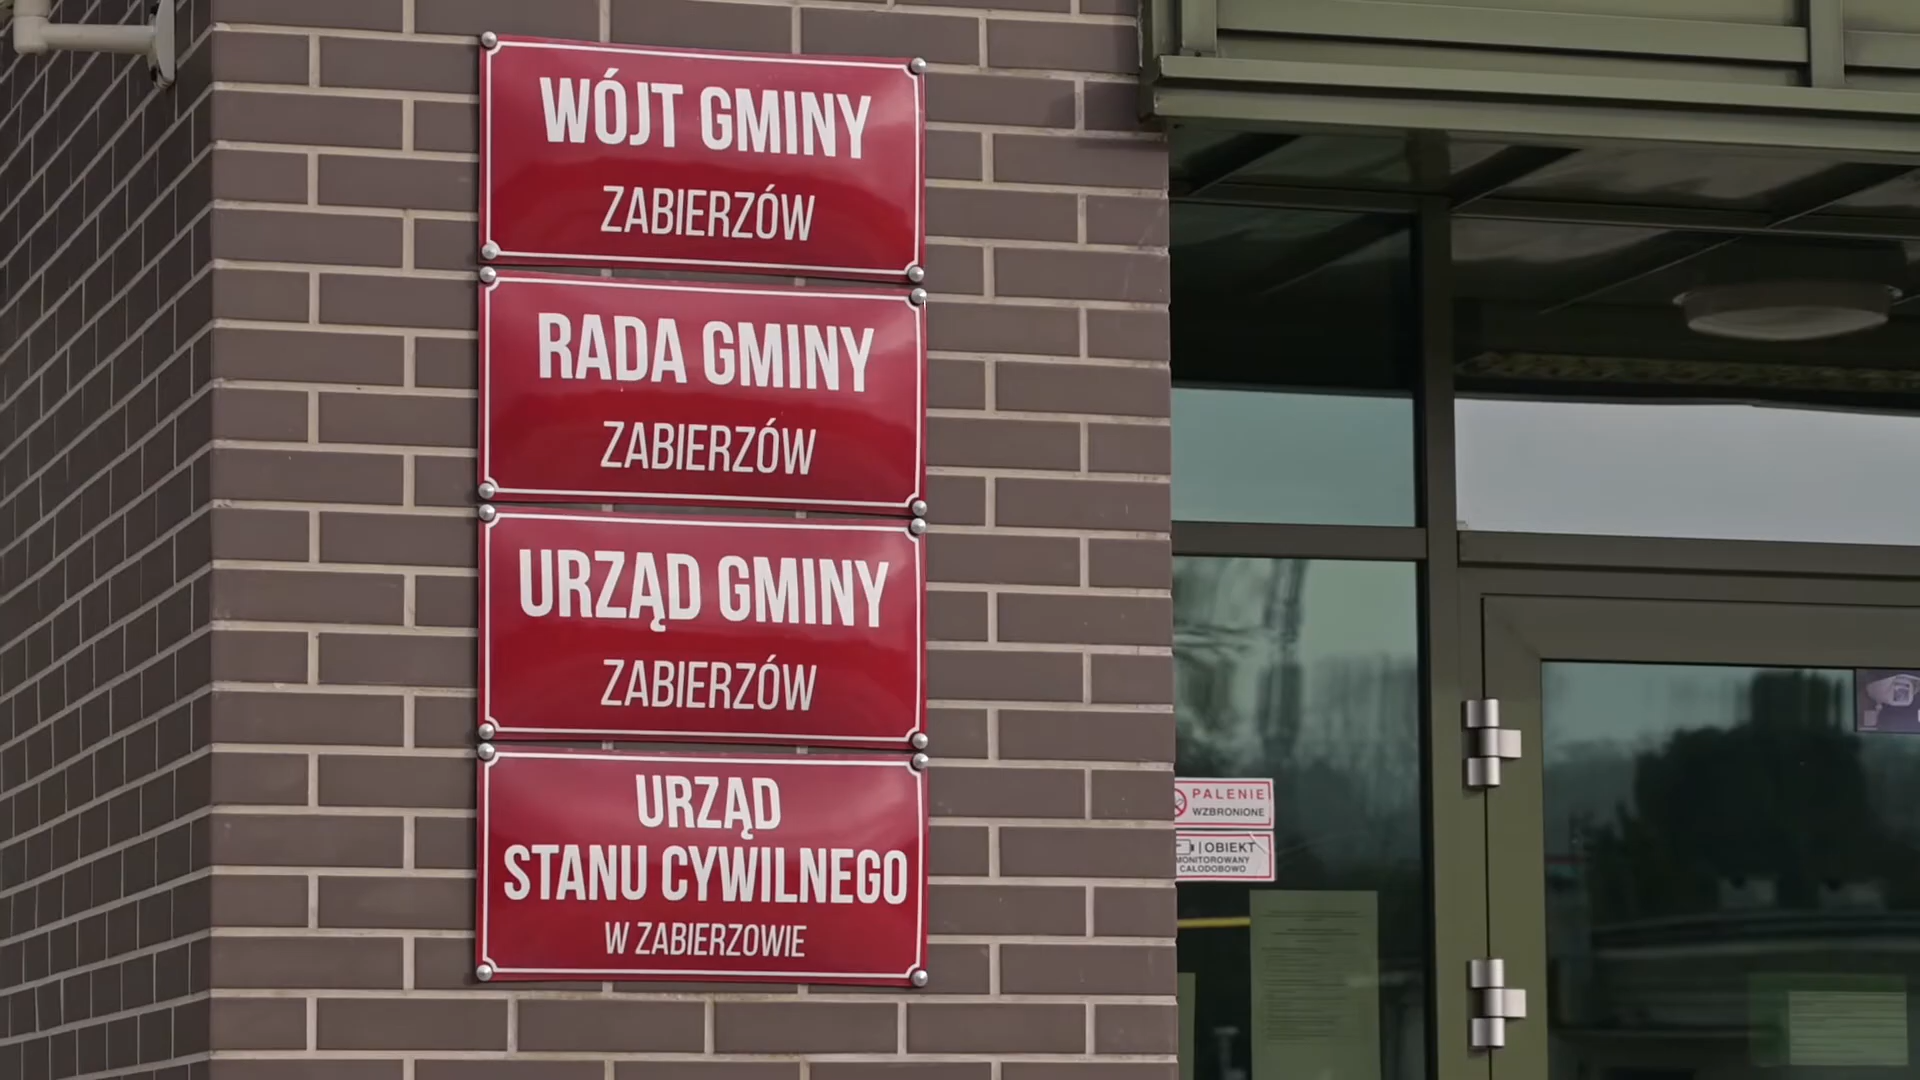 WÓJT GMINY
ZABIERZÓW
RADA GMINY
ZABIERZÓW
URZĄD GMINY
ZABIERZÓW
URZĄD
STANU CYWILNEGO
W ZABIERZOWIE
PALENIE
WZBRONIONE
OBIEKT
MONITOROWANY
CAŁODOBOWO